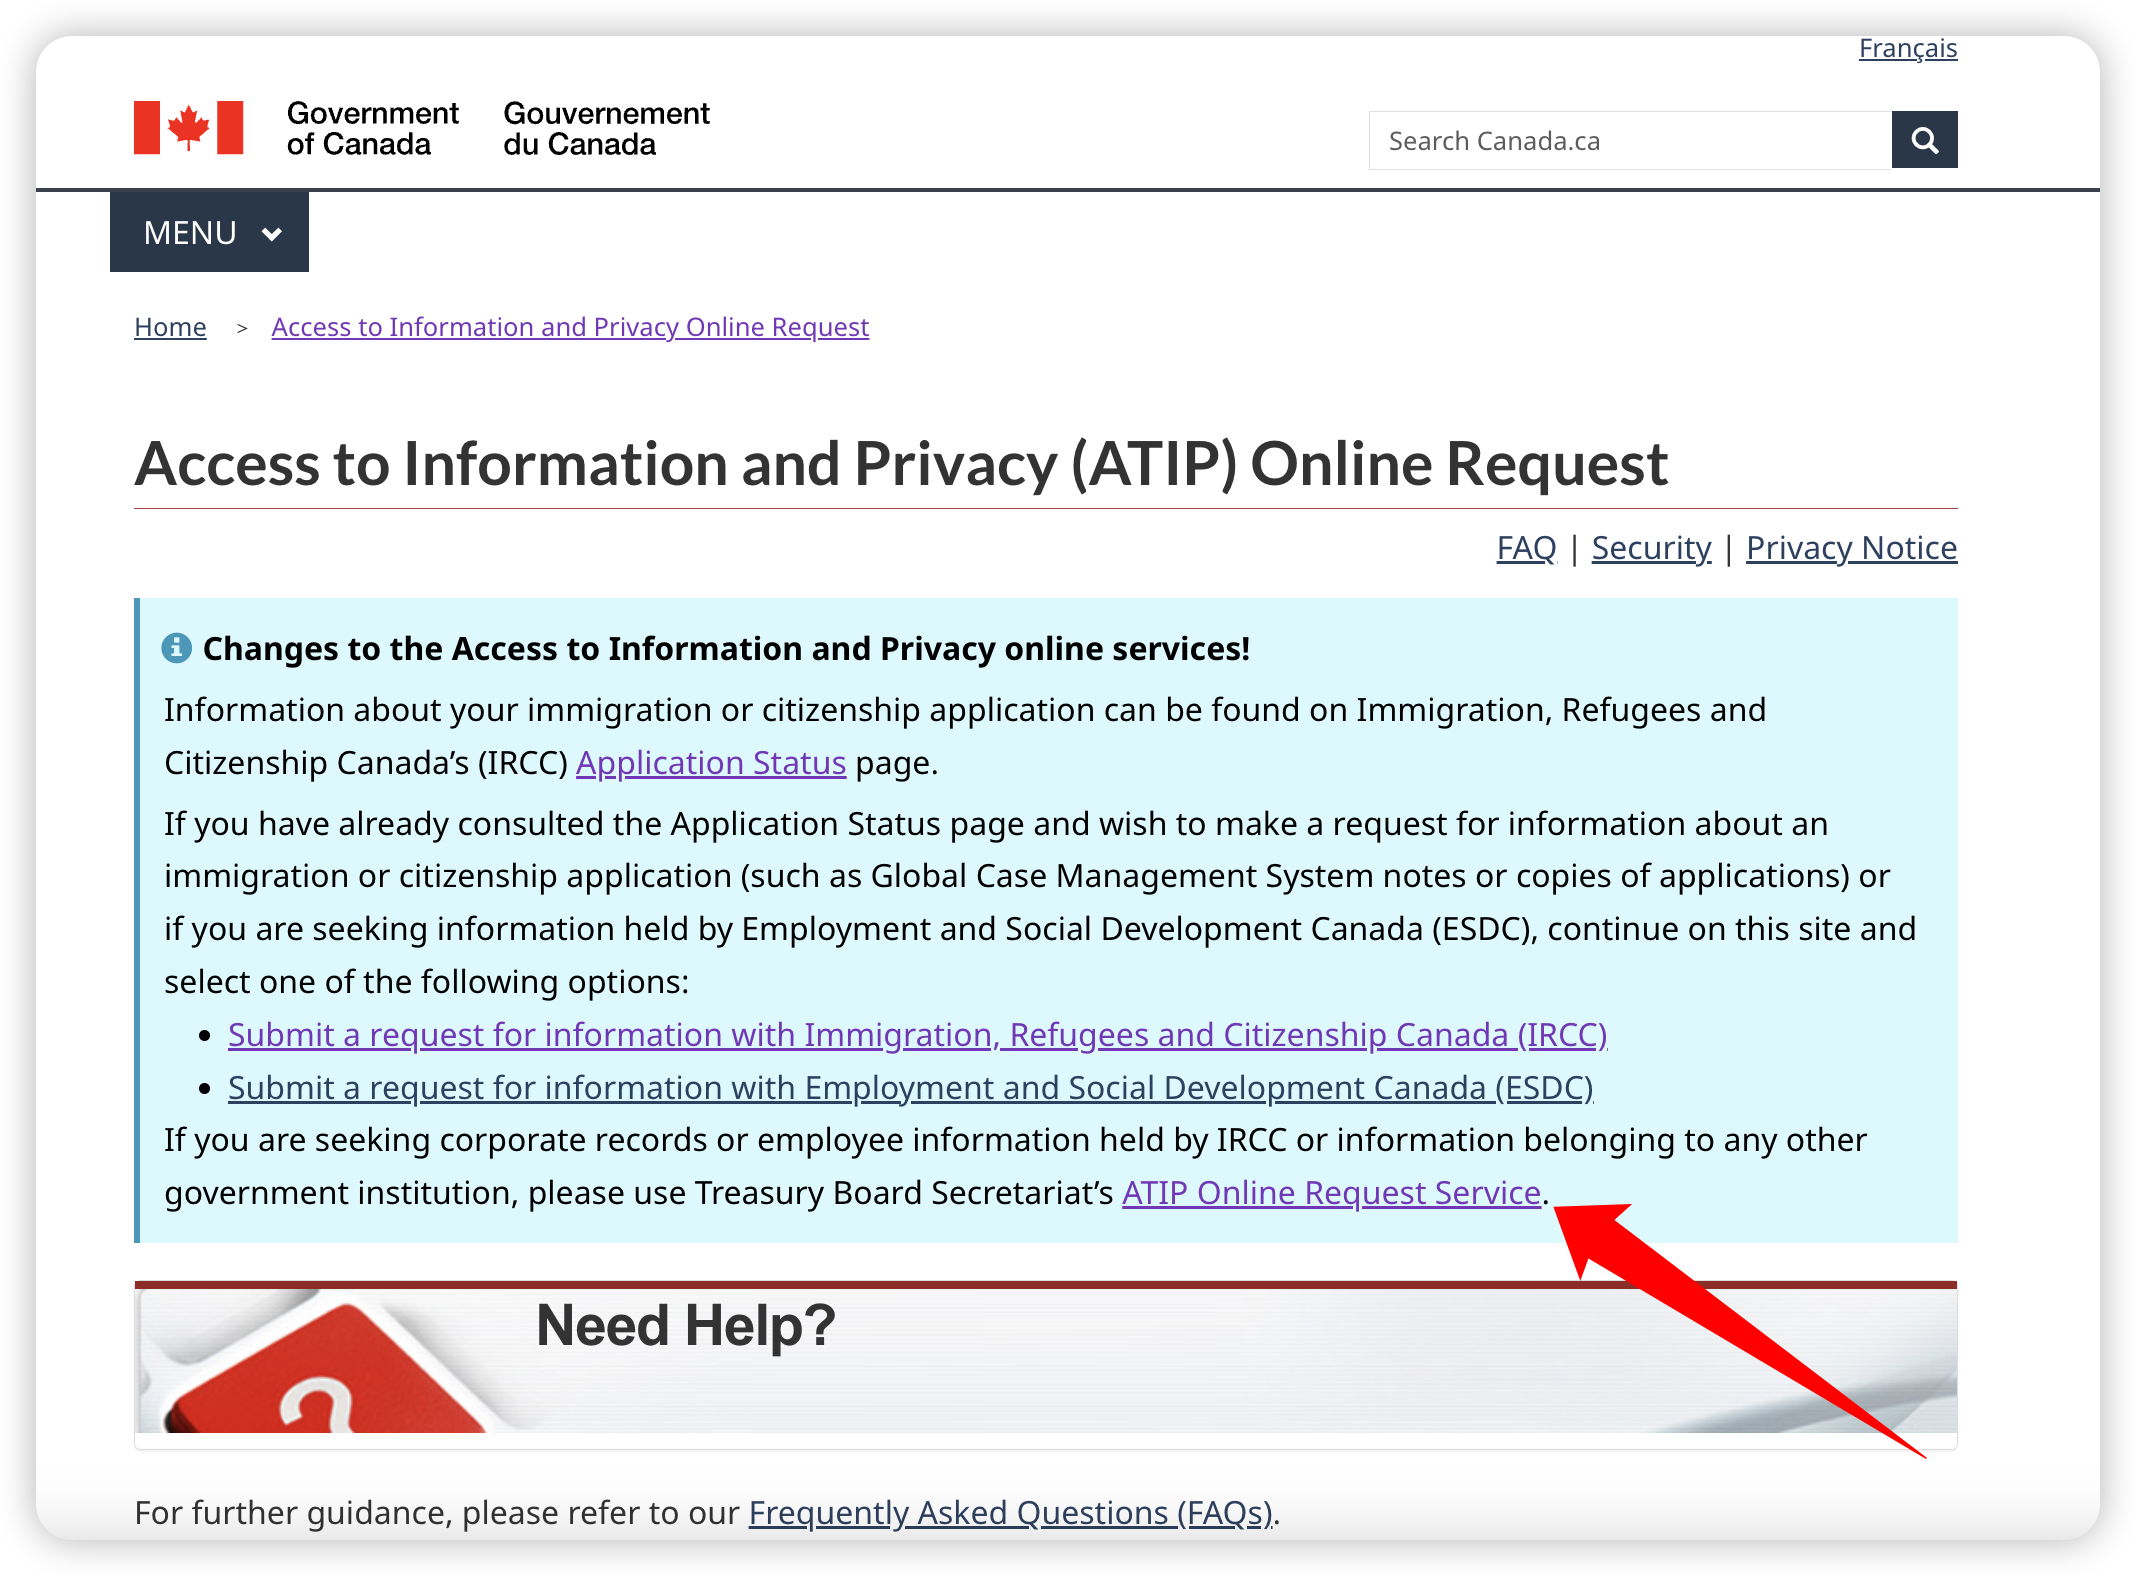 Français
Government of Canada
Gouvernement du Canada
Search Canada.ca
MENU
Home > Access to Information and Privacy Online Request
Access to Information and Privacy (ATIP) Online Request
FAQ | Security | Privacy Notice
Changes to the Access to Information and Privacy online services!
Information about your immigration or citizenship application can be found on Immigration, Refugees and
Citizenship Canada’s (IRCC) Application Status page.
If you have already consulted the Application Status page and wish to make a request for information about an
immigration or citizenship application (such as Global Case Management System notes or copies of applications) or
if you are seeking information held by Employment and Social Development Canada (ESDC), continue on this site and
select one of the following options:
• Submit a request for information with Immigration, Refugees and Citizenship Canada (IRCC)
• Submit a request for information with Employment and Social Development Canada (ESDC)
If you are seeking corporate records or employee information held by IRCC or information belonging to any other
government institution, please use Treasury Board Secretariat’s ATIP Online Request Service.
Need Help?
?
For further guidance, please refer to our Frequently Asked Questions (FAQs).